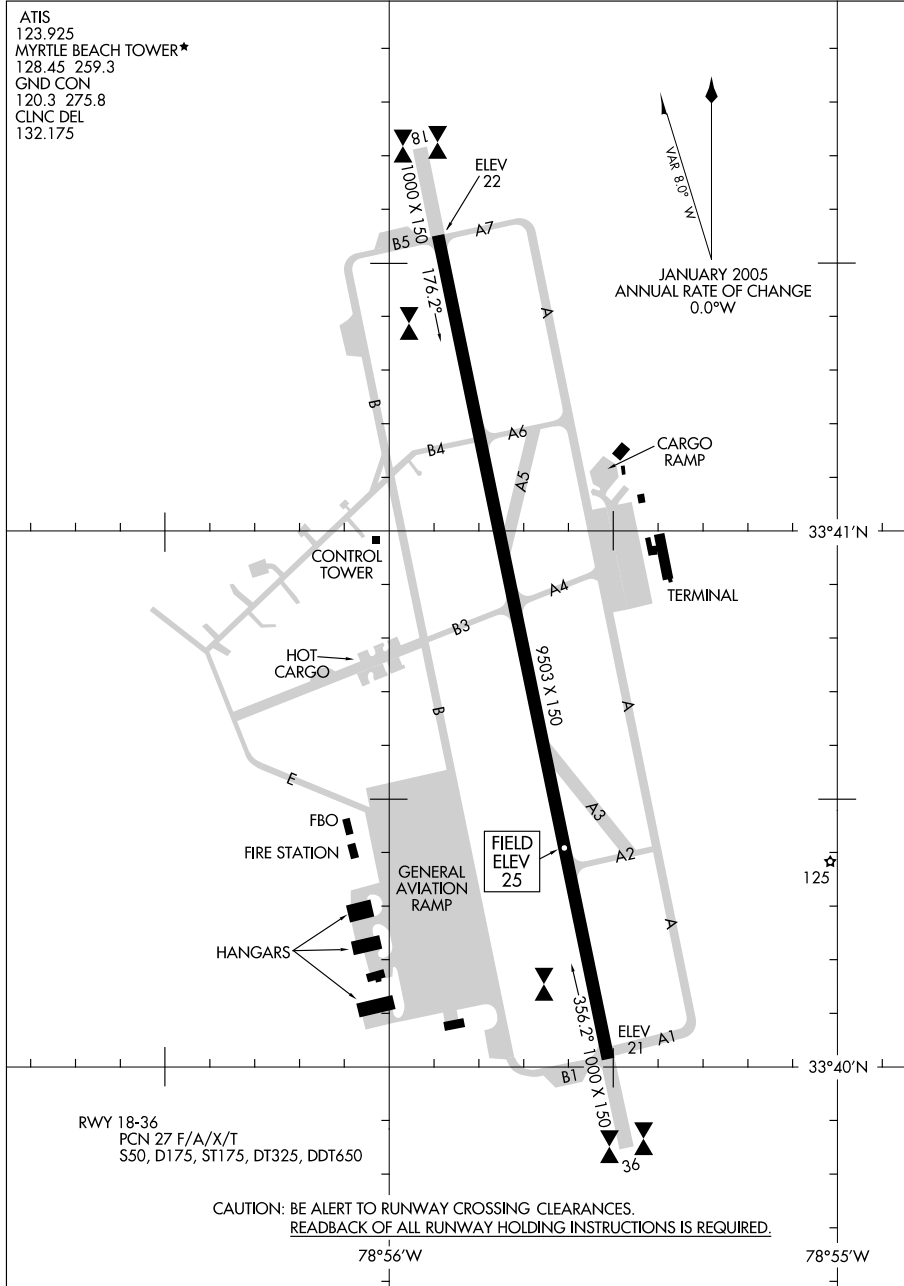 ATIS
123.925
MYRTLE BEACH TOWER★
128.45 259.3
GND CON
120.3 275.8
CLNC DEL
132.175
18
1000 X 150
ELEV
22
VAR 8.0° W
JANUARY 2005
ANNUAL RATE OF CHANGE
0.0°W
B5
A7
176.2°
A
B
B4
A6
A5
CARGO
RAMP
33°41'N
CONTROL
TOWER
TERMINAL
A4
B3
HOT
CARGO
9503 X 150
B
A
E
A3
FBO
FIRE STATION
FIELD
ELEV
25
A2
GENERAL
AVIATION
RAMP
125
HANGARS
A
356.2°
ELEV
21
A1
B1
1000 X 150
33°40'N
36
RWY 18-36
PCN 27 F/A/X/T
S50, D175, ST175, DT325, DDT650
CAUTION: BE ALERT TO RUNWAY CROSSING CLEARANCES.
READBACK OF ALL RUNWAY HOLDING INSTRUCTIONS IS REQUIRED.
78°56'W
78°55'W